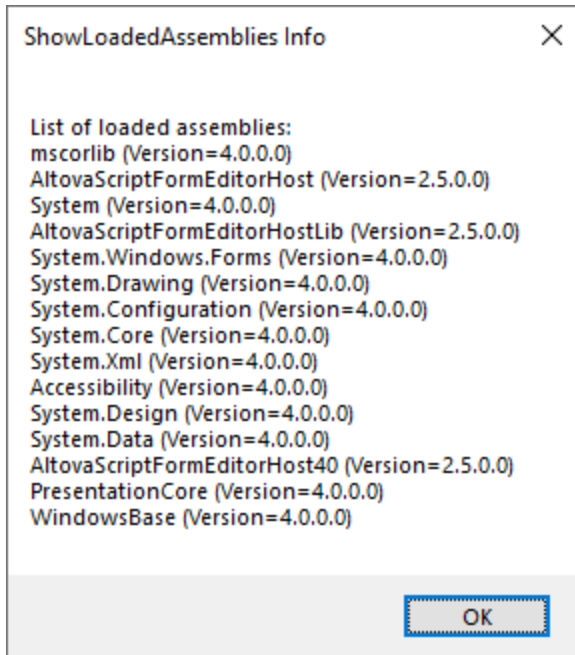 ShowLoadedAssemblies Info
List of loaded assemblies:
mscorlib (Version=4.0.0.0)
AltovaScriptFormEditorHost (Version=2.5.0.0)
System (Version=4.0.0.0)
AltovaScriptFormEditorHostLib (Version=2.5.0.0)
System.Windows.Forms (Version=4.0.0.0)
System.Drawing (Version=4.0.0.0)
System.Configuration (Version=4.0.0.0)
System.Core (Version=4.0.0.0)
System.Xml (Version=4.0.0.0)
Accessibility (Version=4.0.0.0)
System.Design (Version=4.0.0.0)
System.Data (Version=4.0.0.0)
AltovaScriptFormEditorHost40 (Version=2.5.0.0)
PresentationCore (Version=4.0.0.0)
WindowsBase (Version=4.0.0.0)
OK